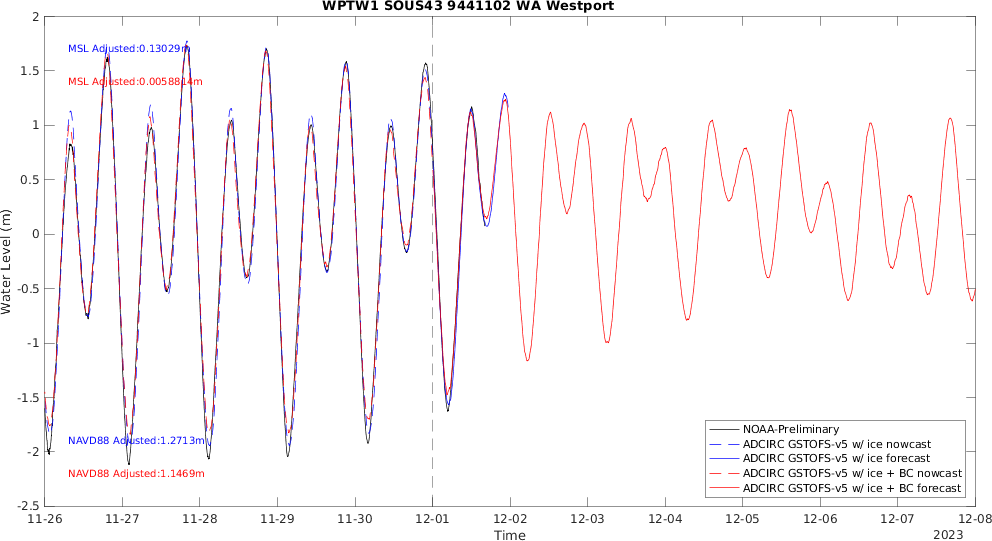 WPTW1 SOUS43 9441102 WA Westport
2
1.5
1
0.5
0
-0.5
-1
-1.5
-2
-2.5
Water Level (m)
MSL Adjusted:0.13029m
MSL Adjusted:0.0058814m
NAVD88 Adjusted:1.2713m
NAVD88 Adjusted:1.1469m
NOAA-Preliminary
ADCIRC GSTOFS-v5 w/ ice nowcast
ADCIRC GSTOFS-v5 w/ ice forecast
ADCIRC GSTOFS-v5 w/ ice + BC nowcast
ADCIRC GSTOFS-v5 w/ ice + BC forecast
11-26 11-27 11-28 11-29 11-30 12-01 12-02 12-03 12-04 12-05 12-06 12-07 12-08
Time
2023